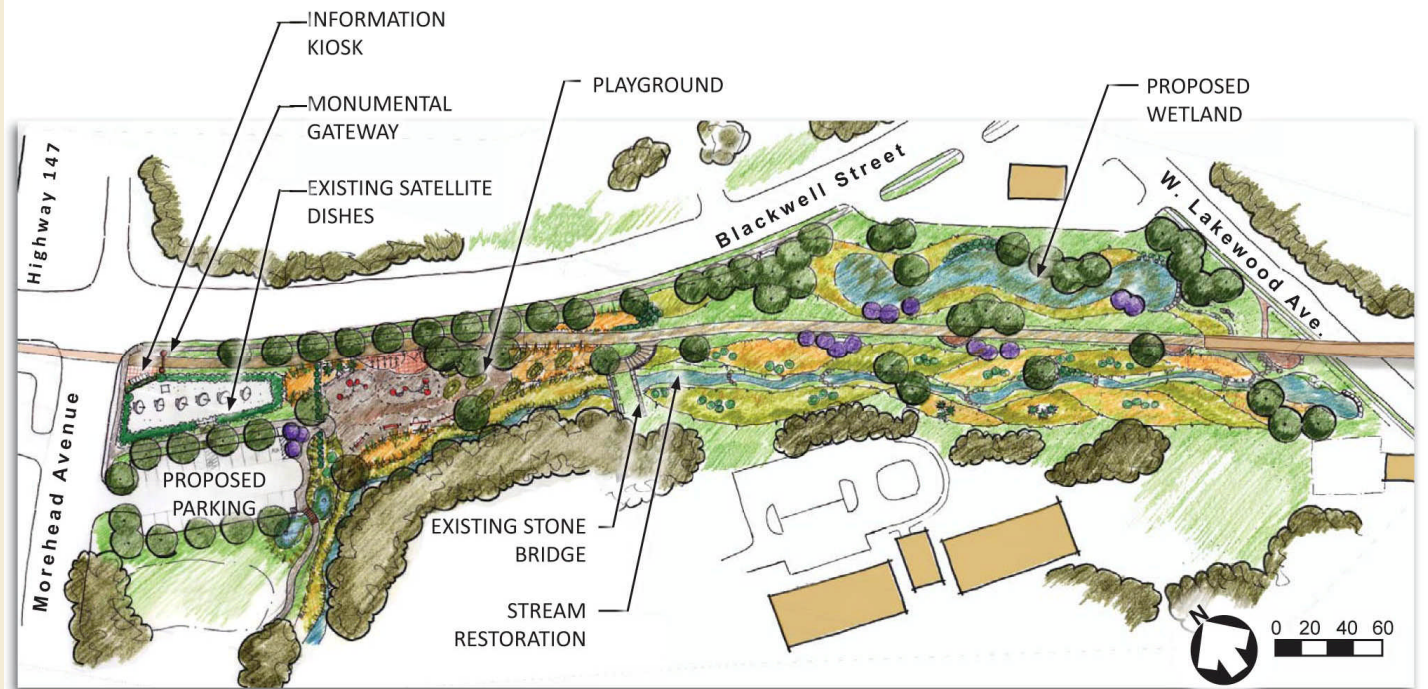 INFORMATION
KIOSK
MONUMENTAL
GATEWAY
EXISTING SATELLITE
DISHES
PLAYGROUND
PROPOSED
WETLAND
Highway 147
Blackwell Street
W. Lakewood Ave.
Morehead Avenue
PROPOSED
PARKING
EXISTING STONE
BRIDGE
STREAM
RESTORATION
N
0 20 40 60